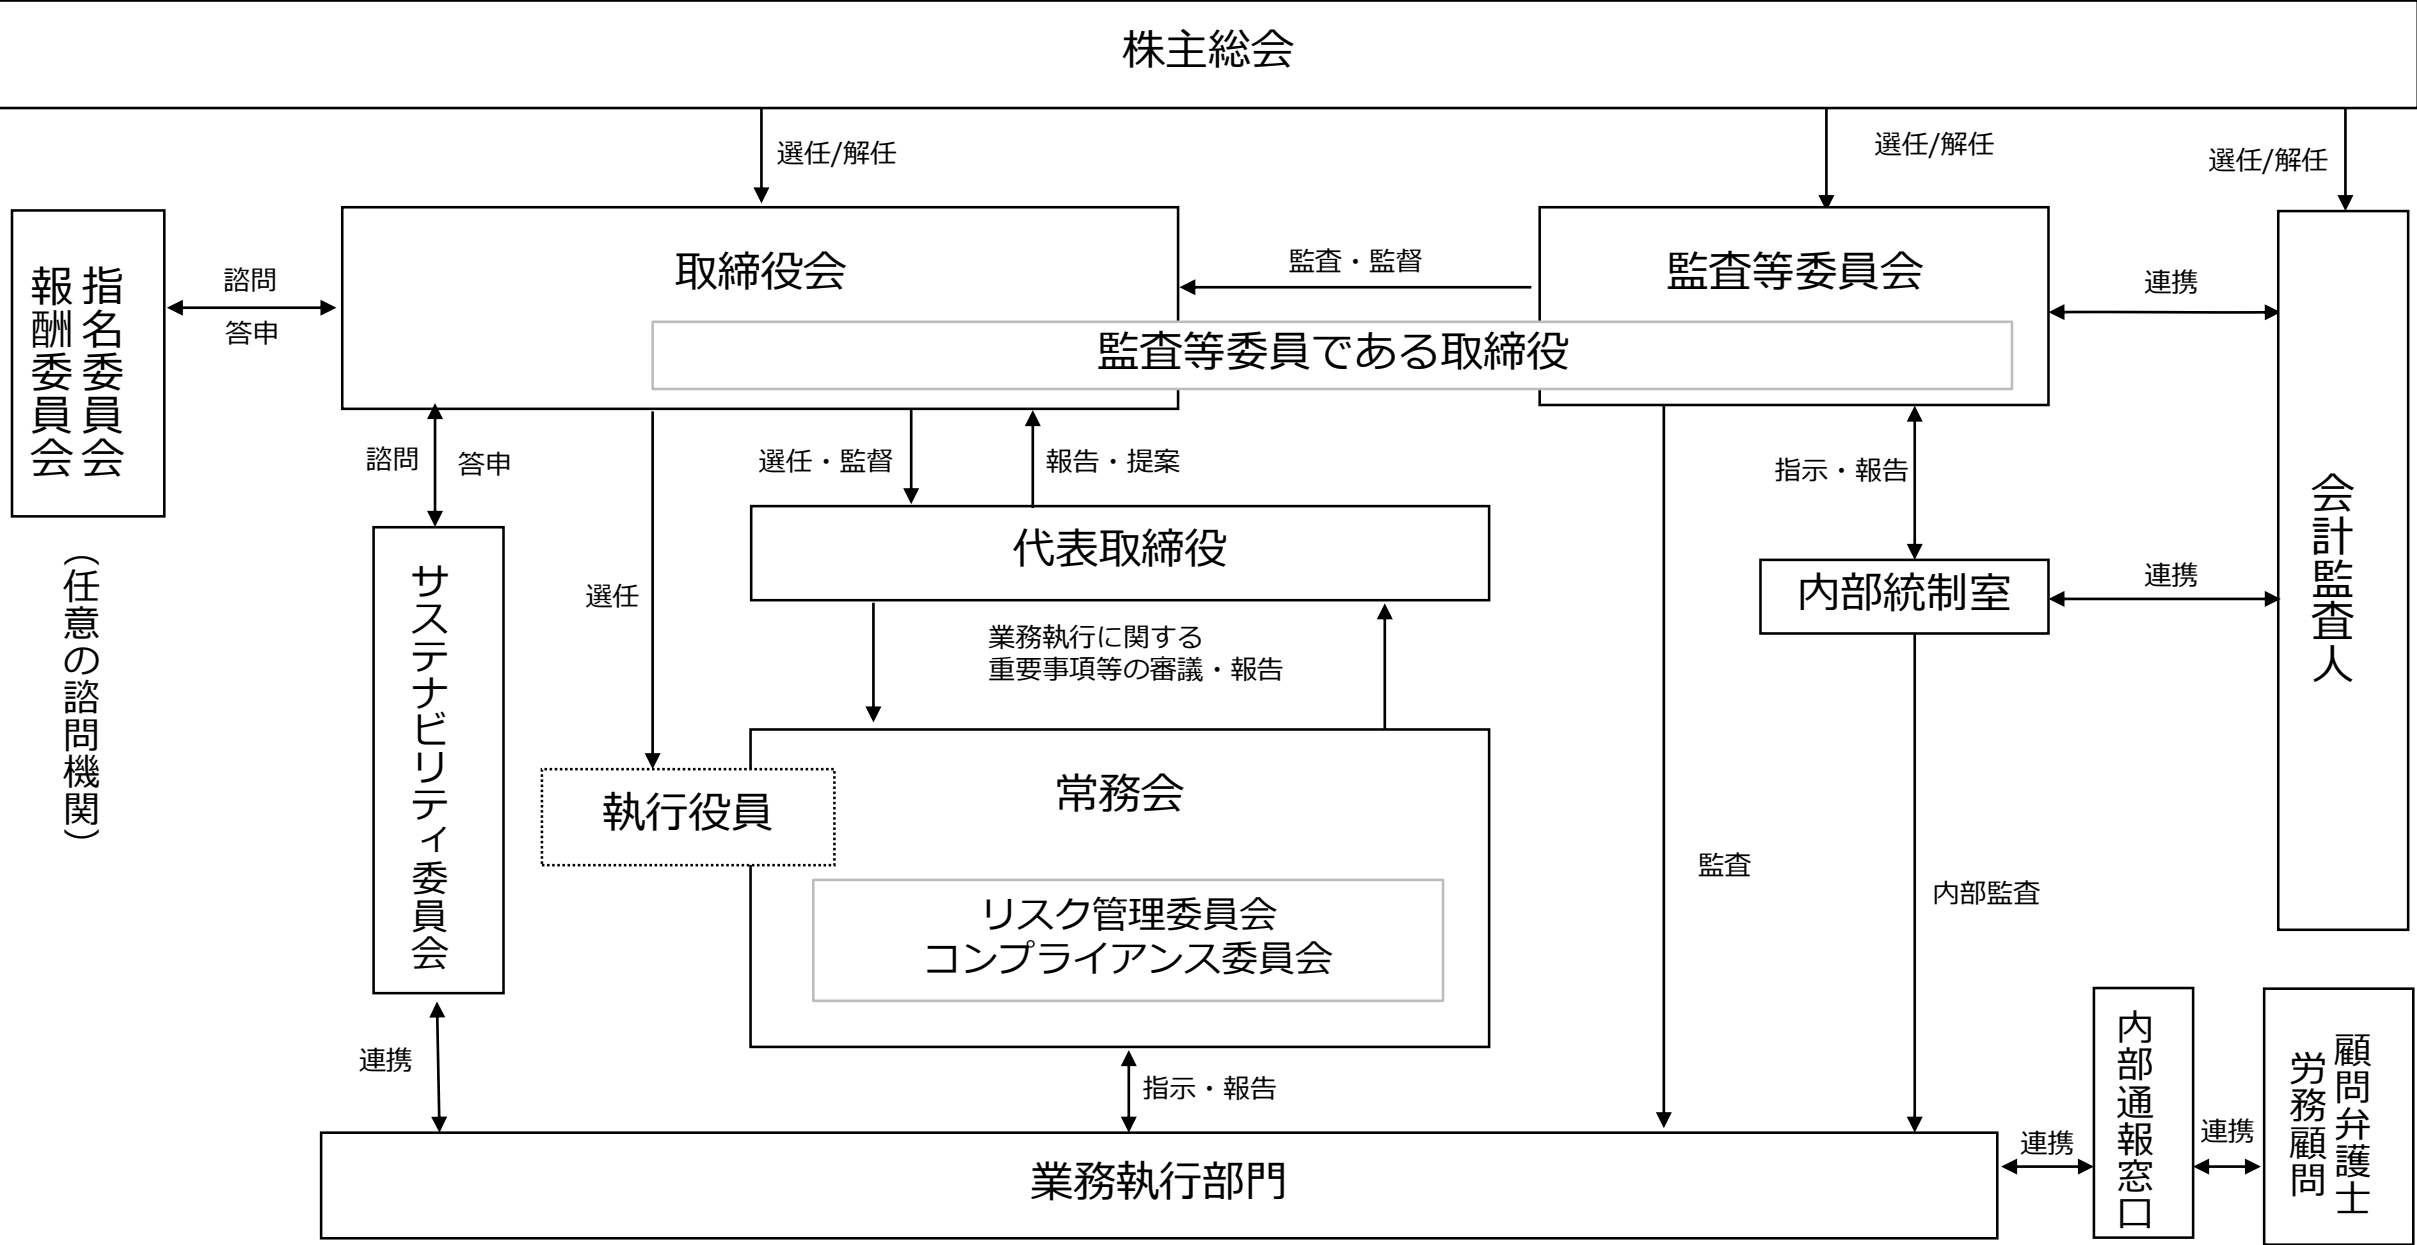 株主総会
選任/解任
選任/解任
選任/解任
指名委員会
報酬委員会
(任意の諮問機関)
諮問
答申
取締役会
監査・監督
監査等委員会
連携
監査等委員である取締役
諮問
答申
選任・監督
報告・提案
指示・報告
会計監査人
代表取締役
サステナビリティ委員会
選任
内部統制室
連携
業務執行に関する
重要事項等の審議・報告
執行役員
常務会
監査
内部監査
リスク管理委員会
コンプライアンス委員会
連携
指示・報告
業務執行部門
連携
内部通報窓口
連携
顧問弁護士
労務顧問